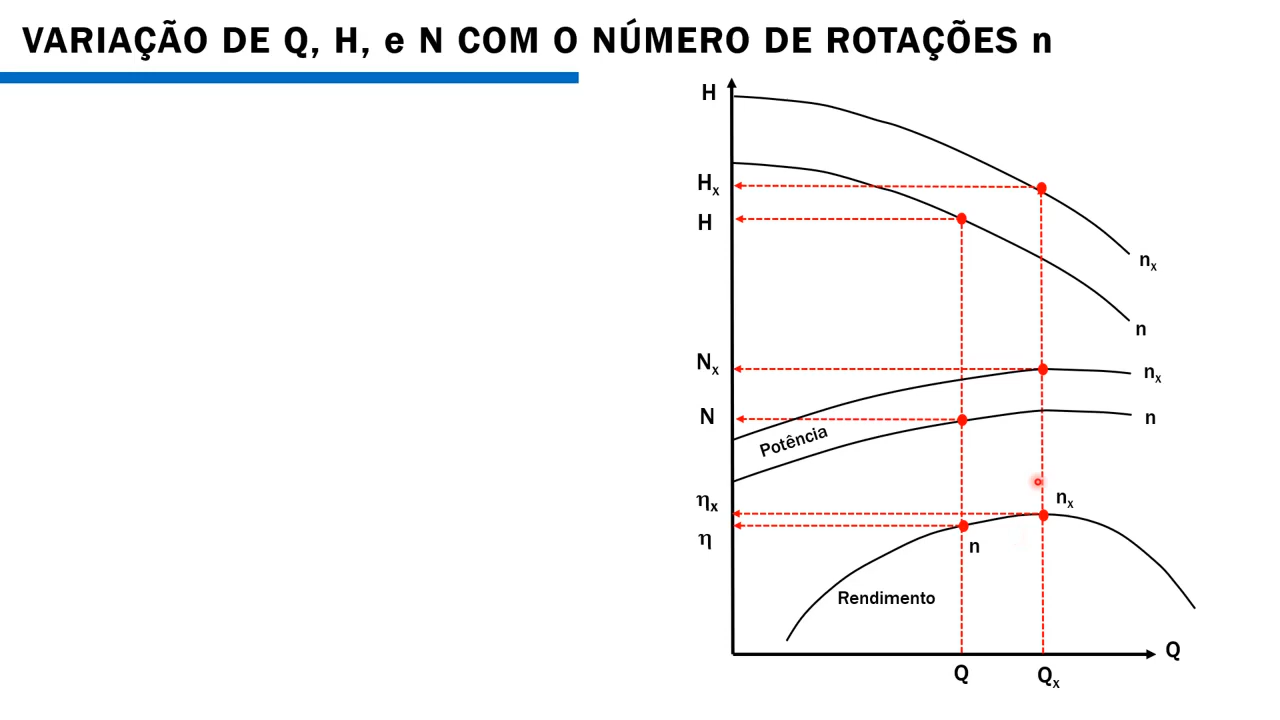 VARIAÇÃO DE Q, H, e N COM O NÚMERO DE ROTAÇÕES n
H
Hx
H
nx
n
Nx
nx
N
n
Potência
ηx
nx
η
n
Rendimento
Q
Q
Qx